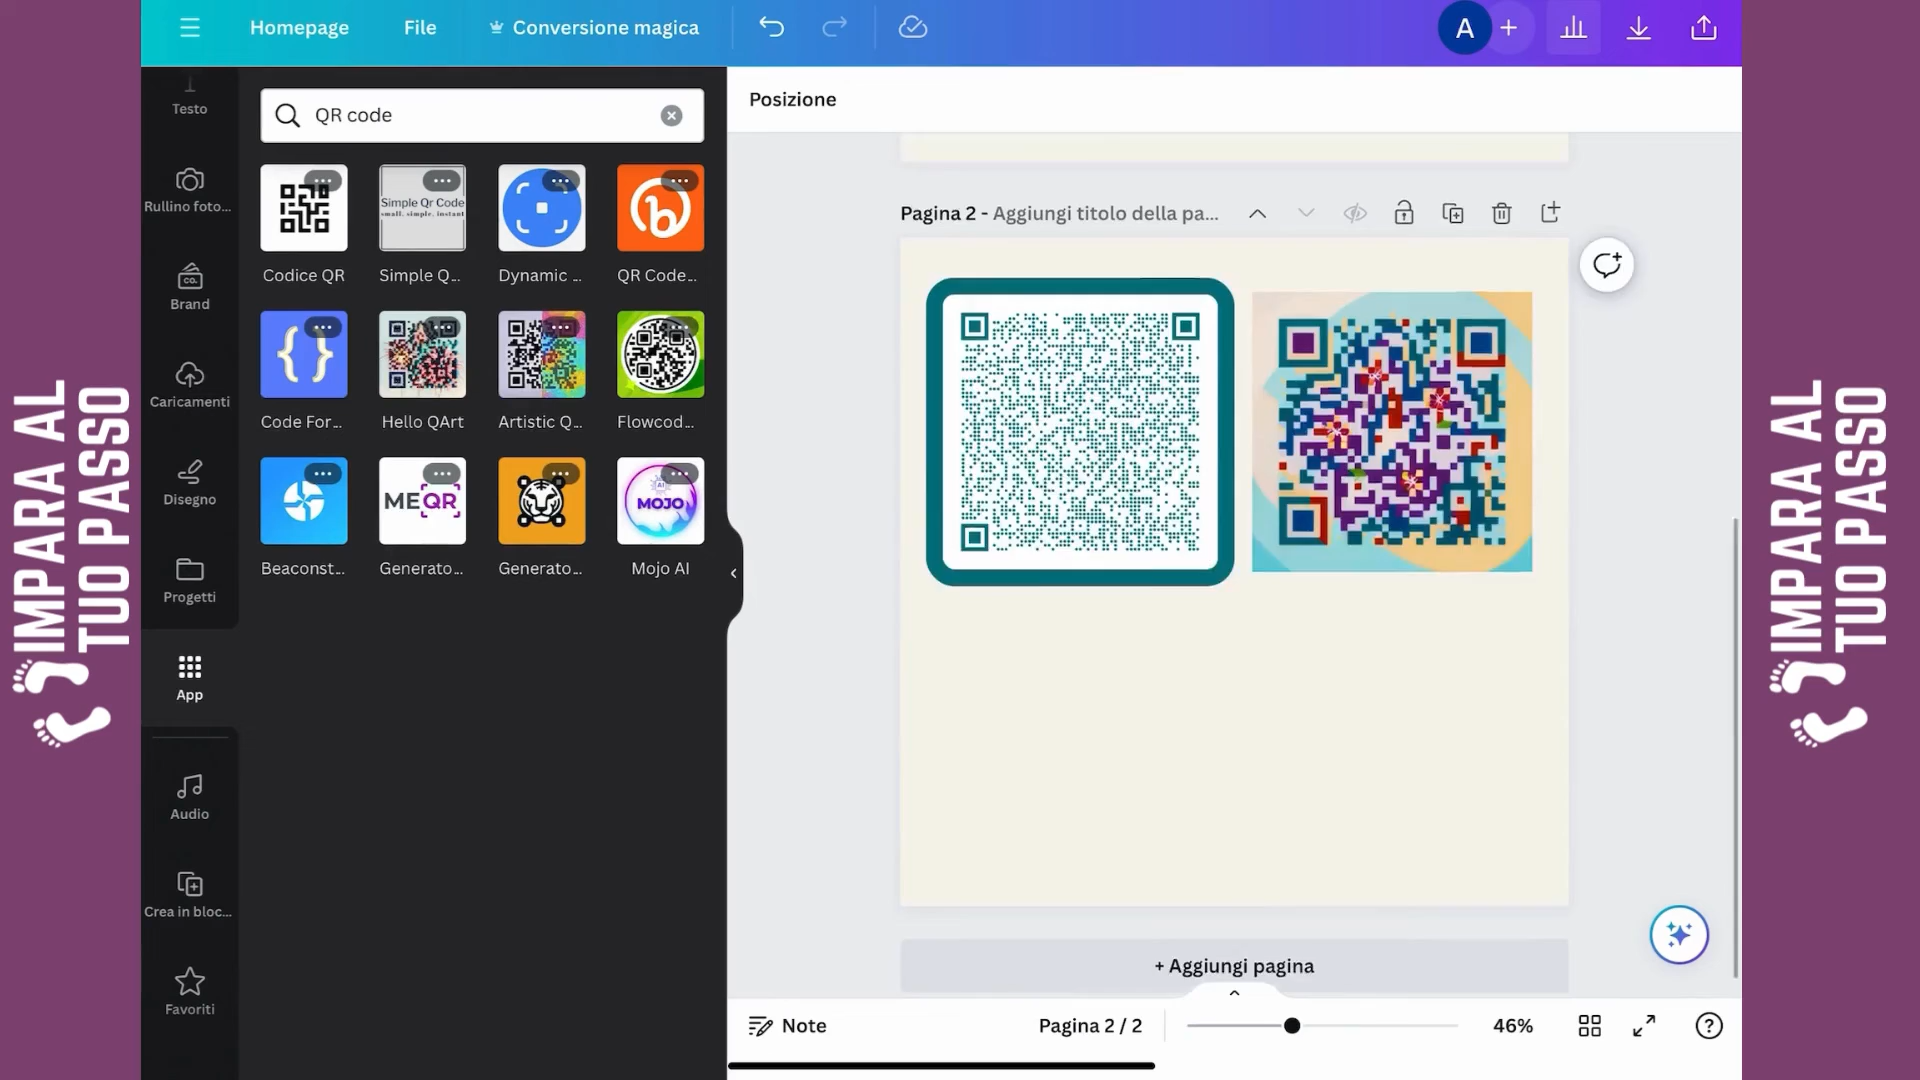 IMPARA AL
TUO PASSO
Homepage
File
Conversione magica
A
Testo
Rullino foto...
Brand
CO.
Caricamenti
Disegno
Progetti
App
Audio
Crea in bloc...
Favoriti
QR code
Simple Qr Code
small. simple, instant
Codice QR
Simple Q...
Dynamic ...
QR Code...
Code For...
Hello QArt
Artistic Q...
Flowcod...
MEQR
AI
MOJO
Beaconst...
Generato...
Generato...
Mojo AI
Posizione
Pagina 2 - Aggiungi titolo della pa...
+ Aggiungi pagina
Note
Pagina 2 / 2
46%
IMPARA AL
TUO PASSO